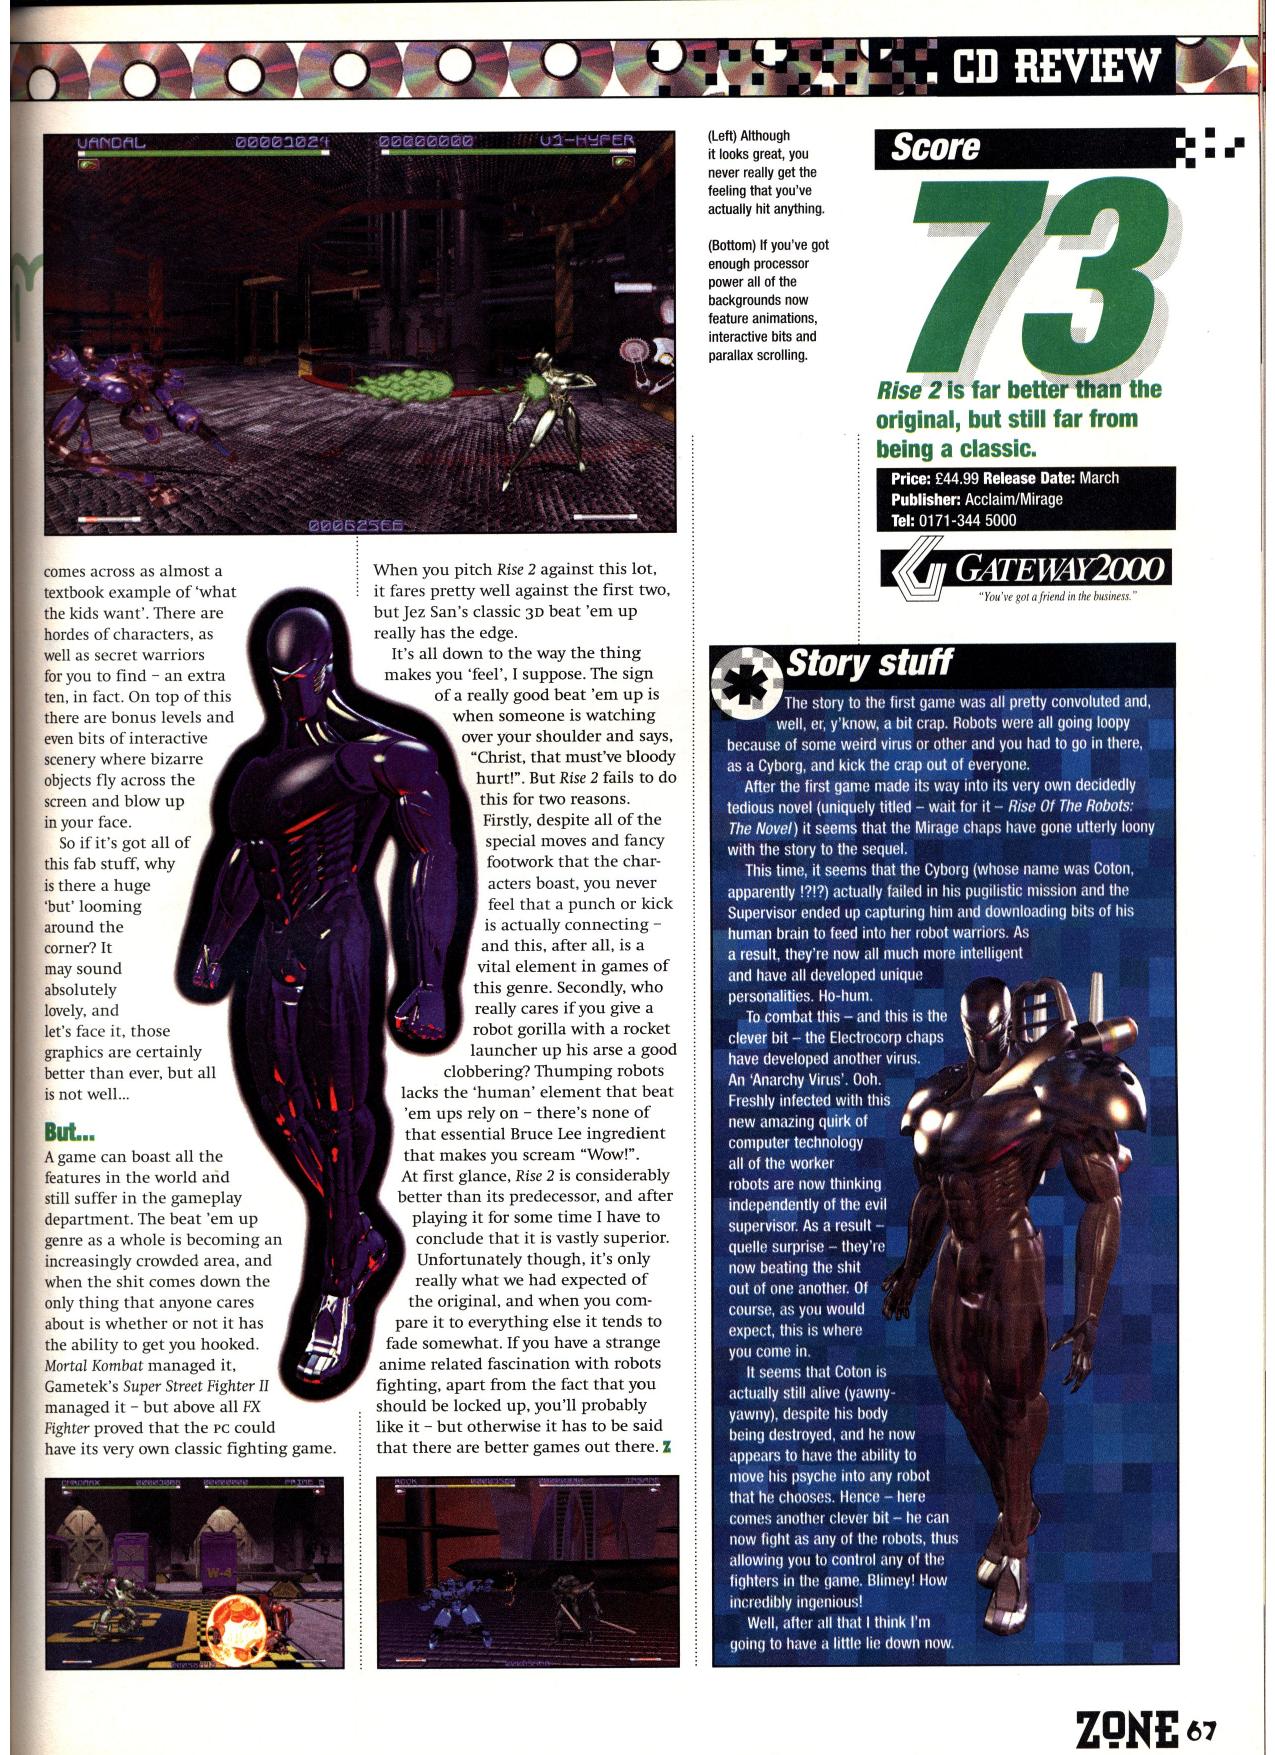 CD REVIEW
VANDAL 00001024 00000000 V1-HYPER
00062566
(Left) Although
it looks great, you
never really get the
feeling that you've
actually hit anything.
(Bottom) If you've got
enough processor
power all of the
backgrounds now
feature animations,
interactive bits and
parallax scrolling.
Score
73
Rise 2 is far better than the
original, but still far from
being a classic.
Price: £44.99 Release Date: March
Publisher: Acclaim/Mirage
Tel: 0171-344 5000
GATEWAY2000
"You've got a friend in the business."
comes across as almost a
textbook example of 'what
the kids want'. There are
hordes of characters, as
well as secret warriors
for you to find – an extra
ten, in fact. On top of this
there are bonus levels and
even bits of interactive
scenery where bizarre
objects fly across the
screen and blow up
in your face.
So if it's got all of
this fab stuff, why
is there a huge
'but' looming
around the
corner? It
may sound
absolutely
lovely, and
let's face it, those
graphics are certainly
better than ever, but all
is not well...
But...
A game can boast all the
features in the world and
still suffer in the gameplay
department. The beat 'em up
genre as a whole is becoming an
increasingly crowded area, and
when the shit comes down the
only thing that anyone cares
about is whether or not it has
the ability to get you hooked.
Mortal Kombat managed it,
Gametek's Super Street Fighter II
managed it – but above all FX
Fighter proved that the PC could
have its very own classic fighting game.
When you pitch Rise 2 against this lot,
it fares pretty well against the first two,
but Jez San's classic 3D beat 'em up
really has the edge.
It's all down to the way the thing
makes you 'feel', I suppose. The sign
of a really good beat 'em up is
when someone is watching
over your shoulder and says,
"Christ, that must've bloody
hurt!". But Rise 2 fails to do
this for two reasons.
Firstly, despite all of the
special moves and fancy
footwork that the char-
acters boast, you never
feel that a punch or kick
is actually connecting –
and this, after all, is a
vital element in games of
this genre. Secondly, who
really cares if you give a
robot gorilla with a rocket
launcher up his arse a good
clobbering? Thumping robots
lacks the 'human' element that beat
'em ups rely on – there's none of
that essential Bruce Lee ingredient
that makes you scream "Wow!".
At first glance, Rise 2 is considerably
better than its predecessor, and after
playing it for some time I have to
conclude that it is vastly superior.
Unfortunately though, it's only
really what we had expected of
the original, and when you com-
pare it to everything else it tends to
fade somewhat. If you have a strange
anime related fascination with robots
fighting, apart from the fact that you
should be locked up, you'll probably
like it – but otherwise it has to be said
that there are better games out there. Z
W-4
Story stuff
The story to the first game was all pretty convoluted and,
well, er, y'know, a bit crap. Robots were all going loopy
because of some weird virus or other and you had to go in there,
as a Cyborg, and kick the crap out of everyone.
After the first game made its way into its very own decidedly
tedious novel (uniquely titled – wait for it – Rise Of The Robots:
The Novel) it seems that the Mirage chaps have gone utterly loony
with the story to the sequel.
This time, it seems that the Cyborg (whose name was Coton,
apparently !?!?) actually failed in his pugilistic mission and the
Supervisor ended up capturing him and downloading bits of his
human brain to feed into her robot warriors. As
a result, they're now all much more intelligent
and have all developed unique
personalities. Ho-hum.
To combat this – and this is the
clever bit – the Electrocorp chaps
have developed another virus.
An 'Anarchy Virus'. Ooh.
Freshly infected with this
new amazing quirk of
computer technology
all of the worker
robots are now thinking
independently of the evil
supervisor. As a result –
quelle surprise – they're
now beating the shit
out of one another. Of
course, as you would
expect, this is where
you come in.
It seems that Coton is
actually still alive (yawny-
yawny), despite his body
being destroyed, and he now
appears to have the ability to
move his psyche into any robot
that he chooses. Hence – here
comes another clever bit – he can
now fight as any of the robots, thus
allowing you to control any of the
fighters in the game. Blimey! How
incredibly ingenious!
Well, after all that I think I'm
going to have a little lie down now.
ZONE 67